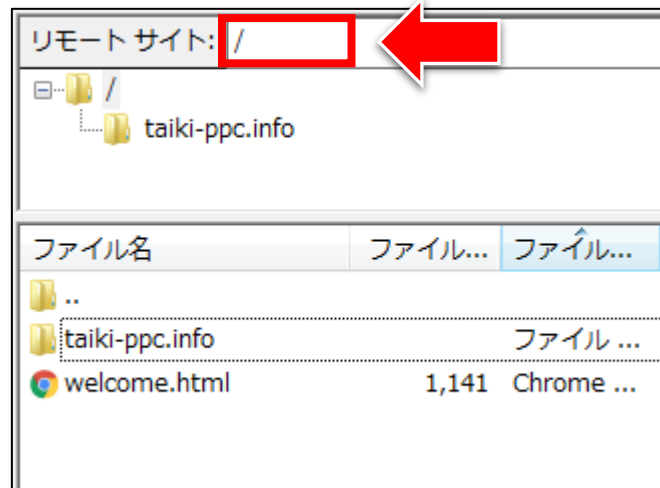 リモート サイト: /
/
taiki-ppc.info
ファイル名 ファイル... ファイル...
..
taiki-ppc.info ファイル ...
welcome.html 1,141 Chrome ...